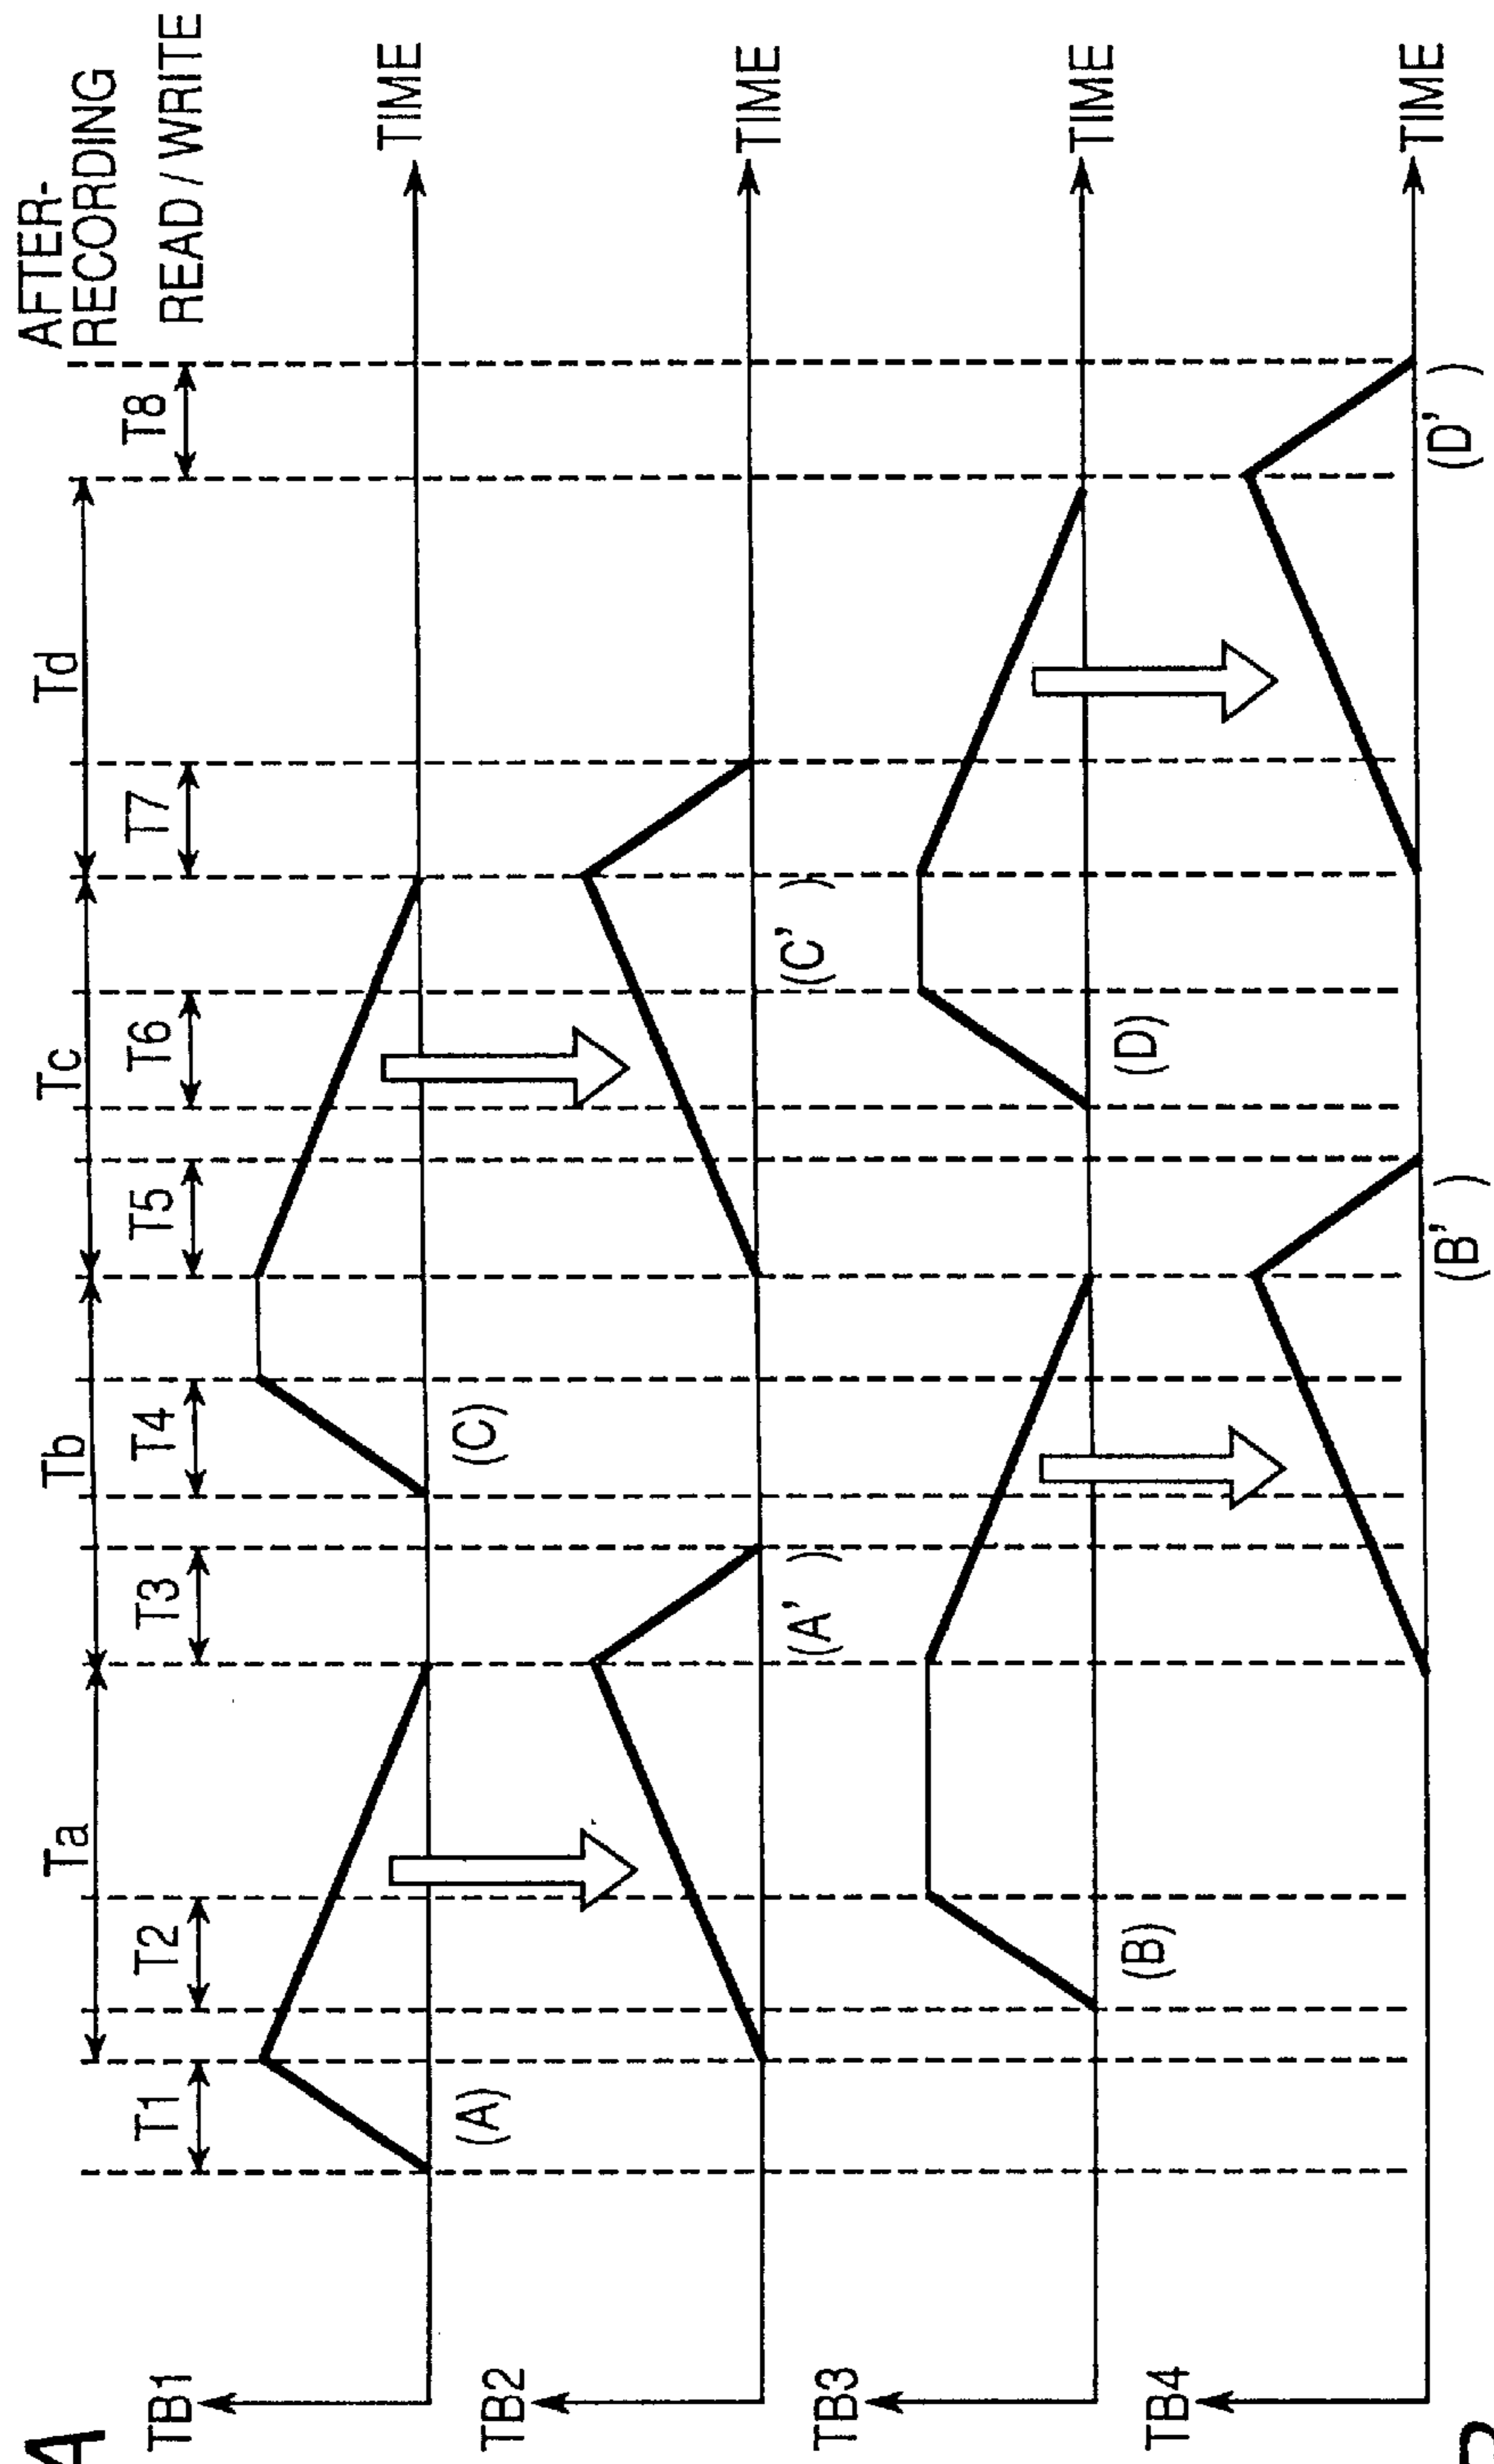 A
AFTER-
RECORDING
READ / WRITE
Ta
Tb
Tc
Td
T1
T2
T3
T4
T5
T6
T7
T8
TB1
TIME
(A)
(C)
TB2
TIME
(A' )
(C' )
TB3
TIME
(B)
(D)
TB4
TIME
(B' )
(D' )